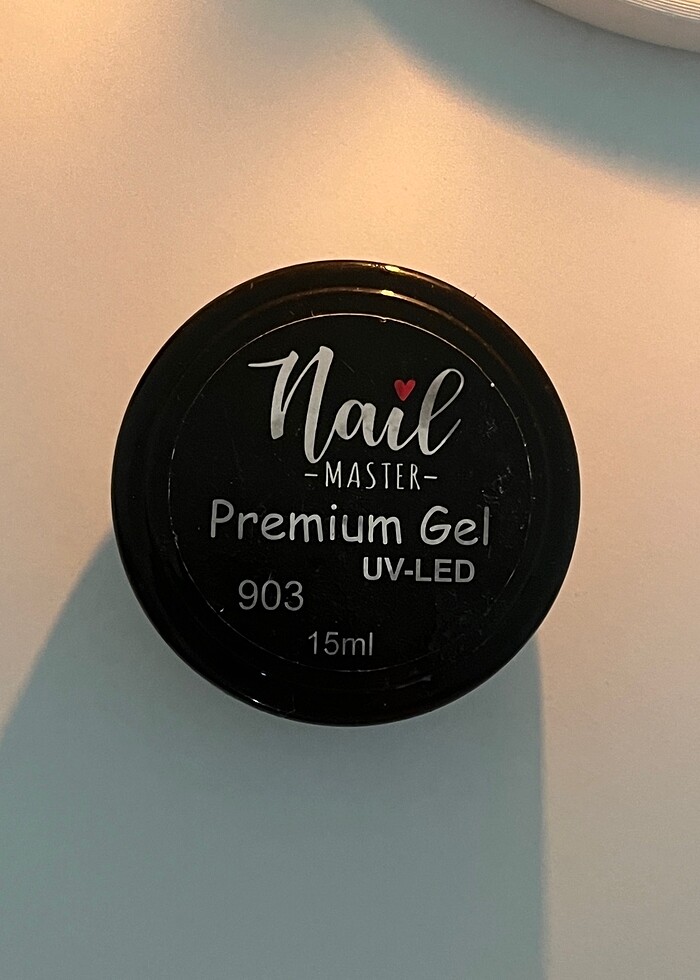 Nail
-MASTER-
Premium Gel
UV-LED
903
15ml